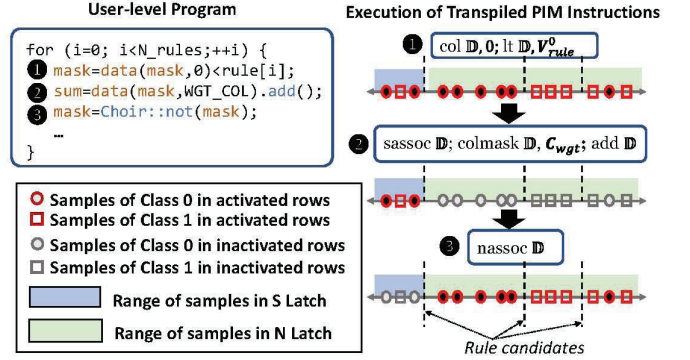 User-level Program
for (i=0; i<N_rules;++i) {
❶ mask=data(mask,0)<rule[i];
❷ sum=data(mask,WGT_COL).add();
❸ mask=Choir::not(mask);
…
}
Samples of Class 0 in activated rows
Samples of Class 1 in activated rows
Samples of Class 0 in inactivated rows
Samples of Class 1 in inactivated rows
Range of samples in S Latch
Range of samples in N Latch
Execution of Transpiled PIM Instructions
❶ col 𝔻, 0; lt 𝔻, V⁰rule
❷ sassoc 𝔻; colmask 𝔻, Cwgt; add 𝔻
❸ nassoc 𝔻
Rule candidates